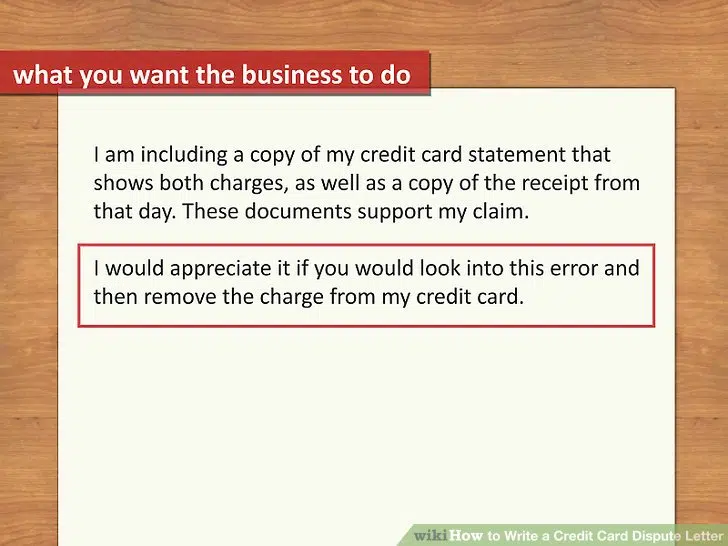 what you want the business to do
I am including a copy of my credit card statement that
shows both charges, as well as a copy of the receipt from
that day. These documents support my claim.
I would appreciate it if you would look into this error and
then remove the charge from my credit card.
wikiHow to Write a Credit Card Dispute Letter